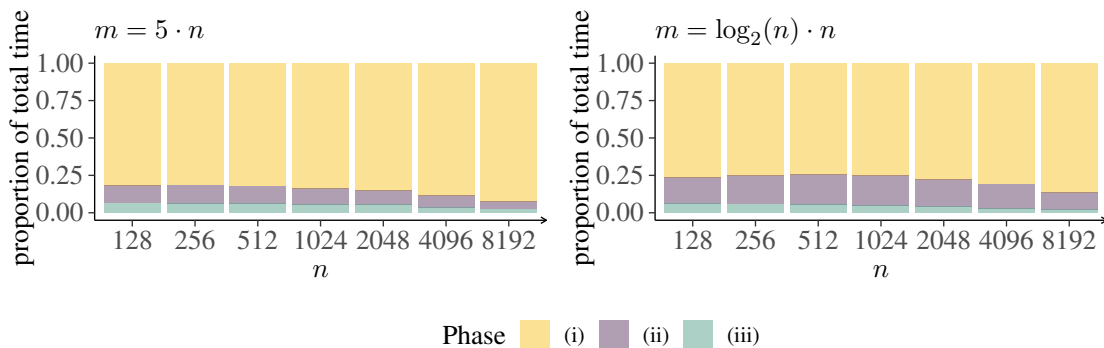 m = 5 · n
proportion of total time
1.00
0.75
0.50
0.25
0.00
128 256 512 1024 2048 4096 8192
n
m = log₂(n) · n
proportion of total time
1.00
0.75
0.50
0.25
0.00
128 256 512 1024 2048 4096 8192
n
Phase (i) (ii) (iii)